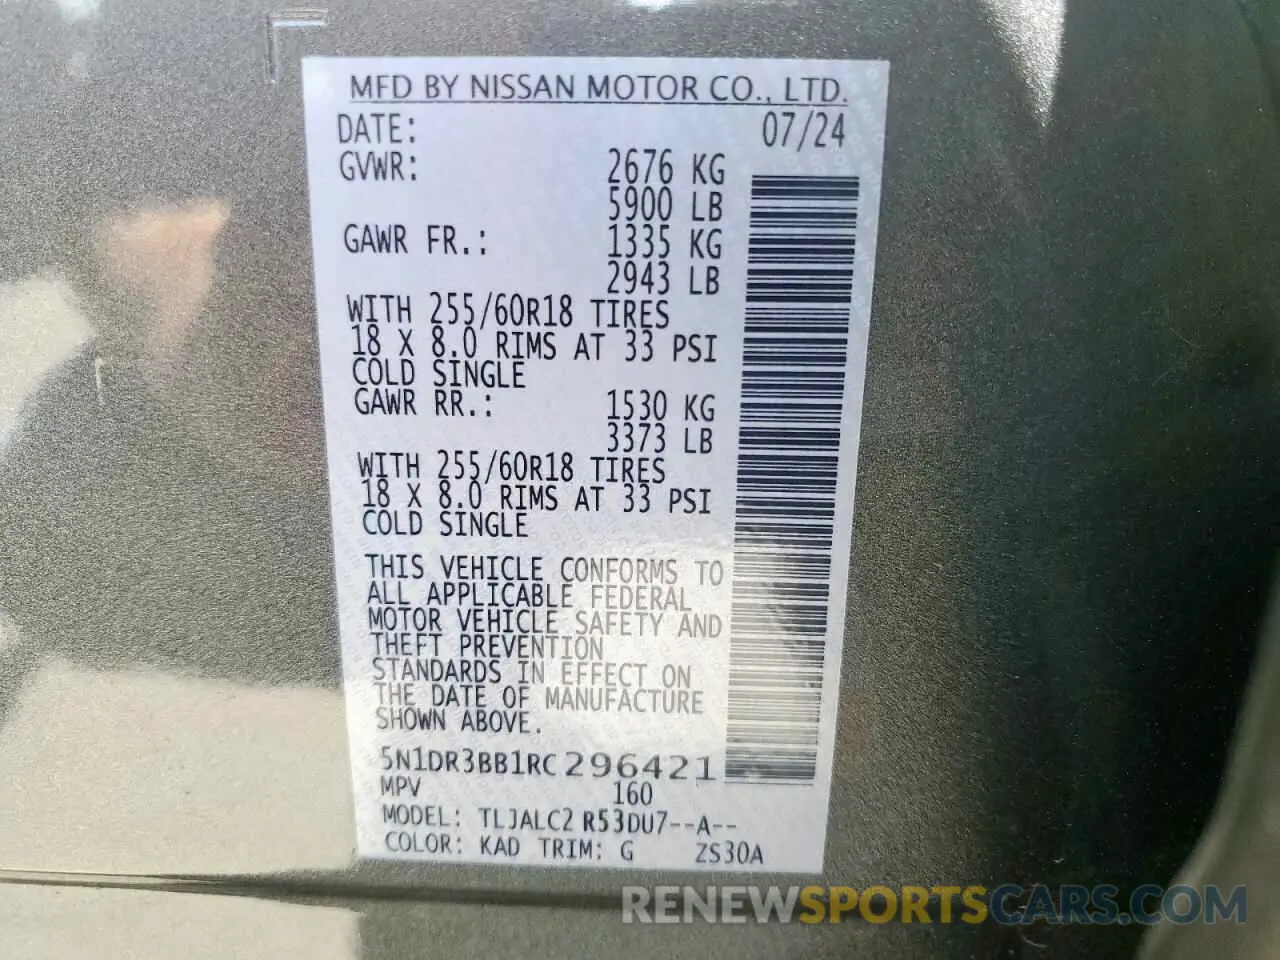 MFD BY NISSAN MOTOR CO., LTD.
DATE: 07/24
GVWR: 2676 KG
5900 LB
GAWR FR.: 1335 KG
2943 LB
WITH 255/60R18 TIRES
18 X 8.0 RIMS AT 33 PSI
COLD SINGLE
GAWR RR.: 1530 KG
3373 LB
WITH 255/60R18 TIRES
18 X 8.0 RIMS AT 33 PSI
COLD SINGLE
THIS VEHICLE CONFORMS TO
ALL APPLICABLE FEDERAL
MOTOR VEHICLE SAFETY AND
THEFT PREVENTION
STANDARDS IN EFFECT ON
THE DATE OF MANUFACTURE
SHOWN ABOVE.
5N1DR3BB1RC296421
MPV 160
MODEL: TLJALC2 R53DU7--A--
COLOR: KAD TRIM: G ZS30A
RENEWSPORTSCARS.COM